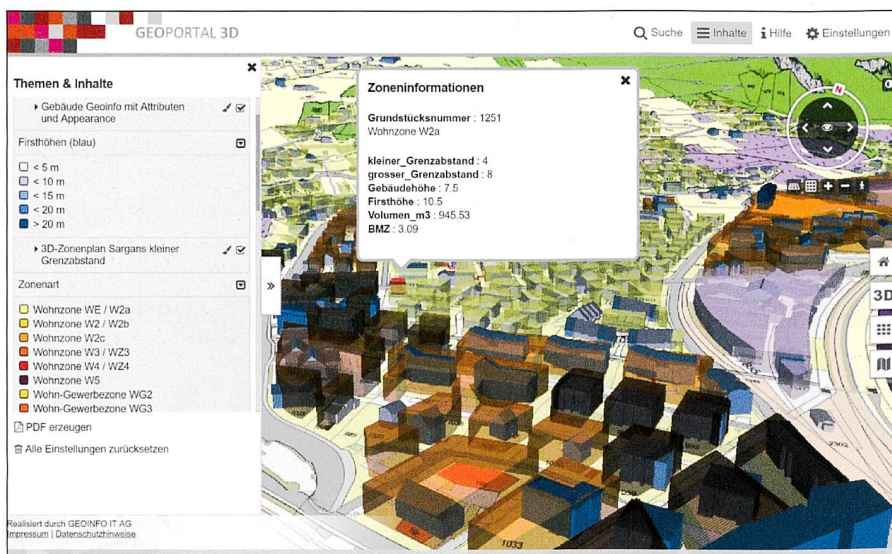 GEOPORTAL 3D
Suche
Inhalte
Hilfe
Einstellungen
Themen & Inhalte
Gebäude Geoinfo mit Attributen
und Appearance
Firsthöhen (blau)
< 5 m
< 10 m
< 15 m
< 20 m
> 20 m
3D-Zonenplan Sargans kleiner
Grenzabstand
Zonenart
Wohnzone WE / W2a
Wohnzone W2 / W2b
Wohnzone W2c
Wohnzone W3 / WZ3
Wohnzone W4 / WZ4
Wohnzone W5
Wohn-Gewerbezone WG2
Wohn-Gewerbezone WG3
PDF erzeugen
Alle Einstellungen zurücksetzen
Realisiert durch GEOINFO IT AG
Impressum | Datenschutzhinweise
Zoneninformationen
Grundstücksnummer : 1251
Wohnzone W2a
kleiner_Grenzabstand : 4
grosser_Grenzabstand : 8
Gebäudehöhe : 7.5
Firsthöhe : 10.5
Volumen_m3 : 945.53
BMZ : 3.09
N
3D
1033